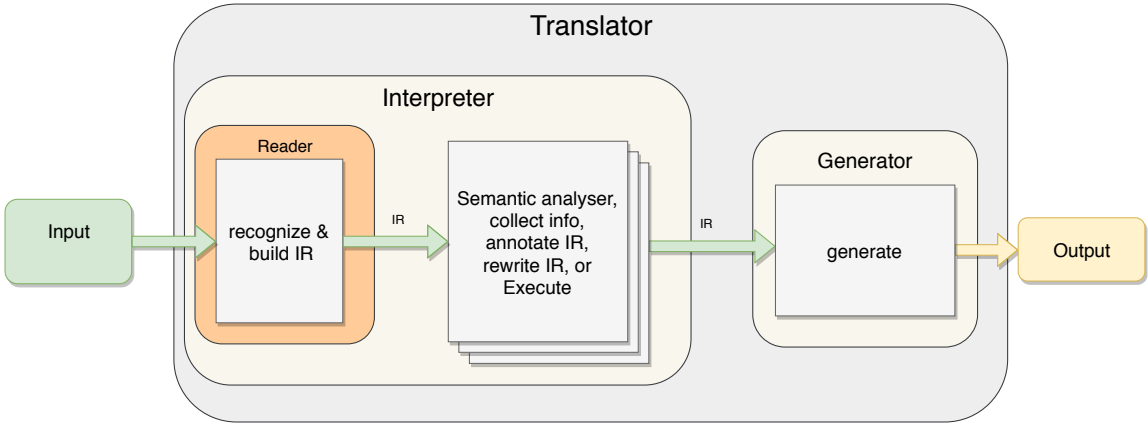 Translator
Interpreter
Reader
Generator
Input
recognize &
build IR
IR
Semantic analyser,
collect info,
annotate IR,
rewrite IR, or
Execute
IR
generate
Output